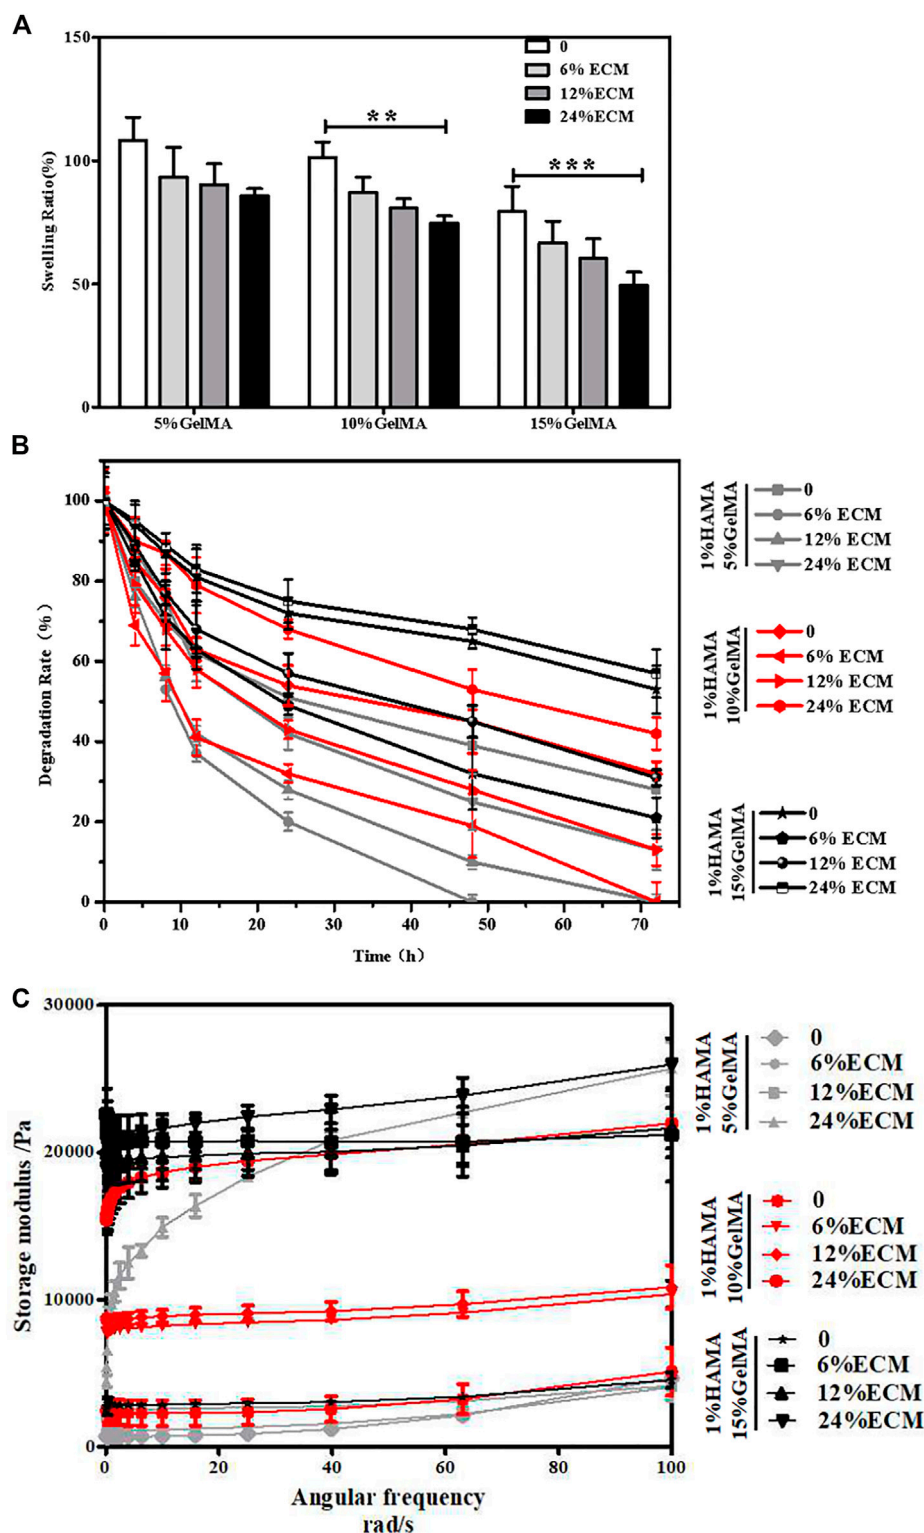 A
150
100
50
0
Swelling Ratio(%)
0
6% ECM
12%ECM
24%ECM
**
***
5%GelMA
10%GelMA
15%GelMA
B
100
80
60
40
20
0
Degradation Rate (%)
0
10
20
30
40
50
60
70
Time (h)
1%HAMA
5%GelMA
0
6% ECM
12% ECM
24% ECM
1%HAMA
10%GelMA
0
6% ECM
12% ECM
24% ECM
1%HAMA
15%GelMA
0
6% ECM
12% ECM
24% ECM
C
30000
20000
10000
0
Storage modulus /Pa
0
20
40
60
80
100
Angular frequency
rad/s
1%HAMA
5%GelMA
0
6%ECM
12%ECM
24%ECM
1%HAMA
10%GelMA
0
6%ECM
12%ECM
24%ECM
1%HAMA
15%GelMA
0
6%ECM
12%ECM
24%ECM